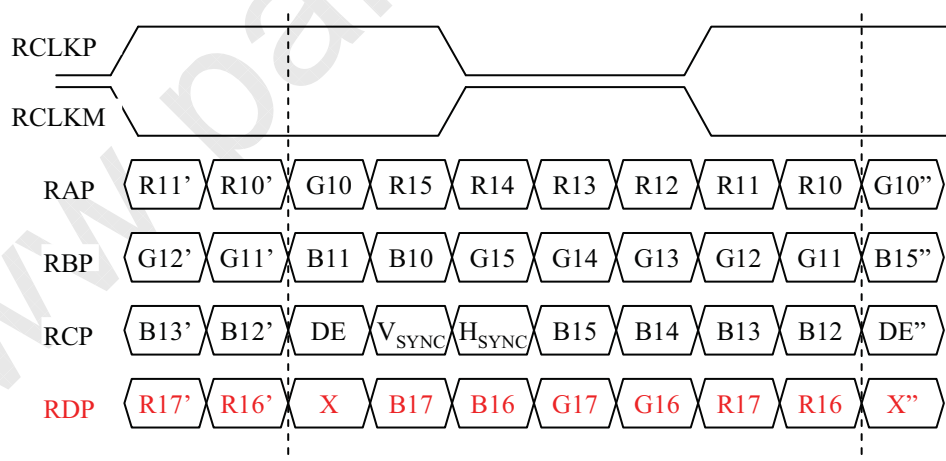 RCLKP
RCLKM
RAP R11’ R10’ G10 R15 R14 R13 R12 R11 R10 G10”
RBP G12’ G11’ B11 B10 G15 G14 G13 G12 G11 B15”
RCP B13’ B12’ DE VSYNC HSYNC B15 B14 B13 B12 DE”
RDP R17’ R16’ X B17 B16 G17 G16 R17 R16 X”